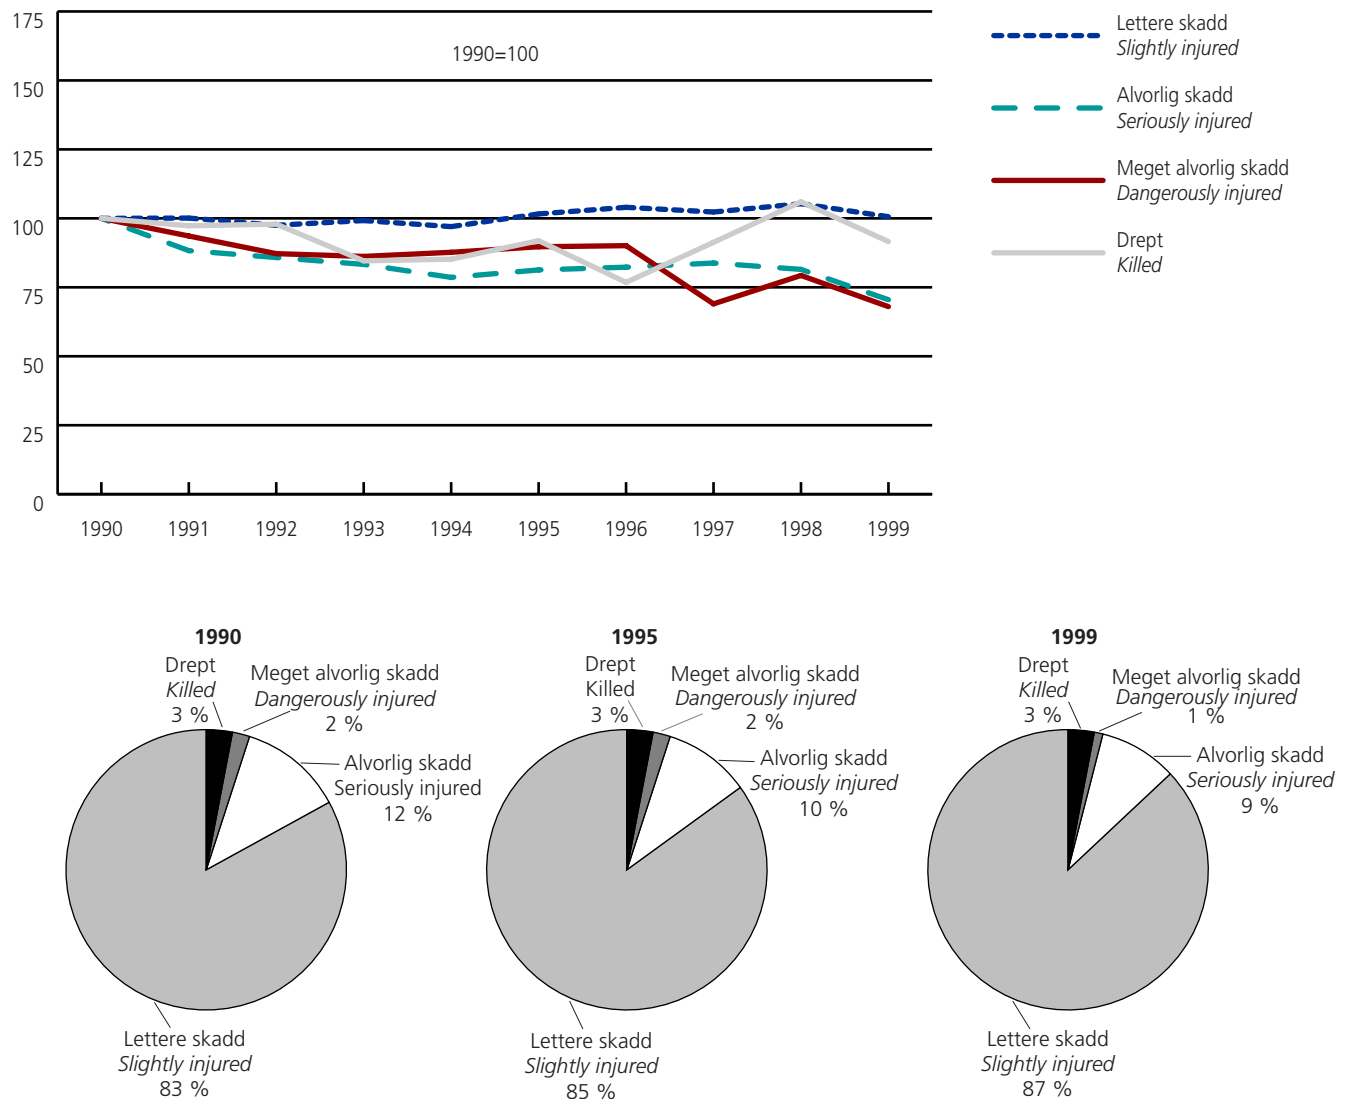 175
150
125
100
75
50
25
0
1990=100
1990 1991 1992 1993 1994 1995 1996 1997 1998 1999
Lettere skadd
Slightly injured
Alvorlig skadd
Seriously injured
Meget alvorlig skadd
Dangerously injured
Drept
Killed
1990
Drept
Killed
3 %
Meget alvorlig skadd
Dangerously injured
2 %
Alvorlig skadd
Seriously injured
12 %
Lettere skadd
Slightly injured
83 %
1995
Drept
Killed
3 %
Meget alvorlig skadd
Dangerously injured
2 %
Alvorlig skadd
Seriously injured
10 %
Lettere skadd
Slightly injured
85 %
1999
Drept
Killed
3 %
Meget alvorlig skadd
Dangerously injured
1 %
Alvorlig skadd
Seriously injured
9 %
Lettere skadd
Slightly injured
87 %